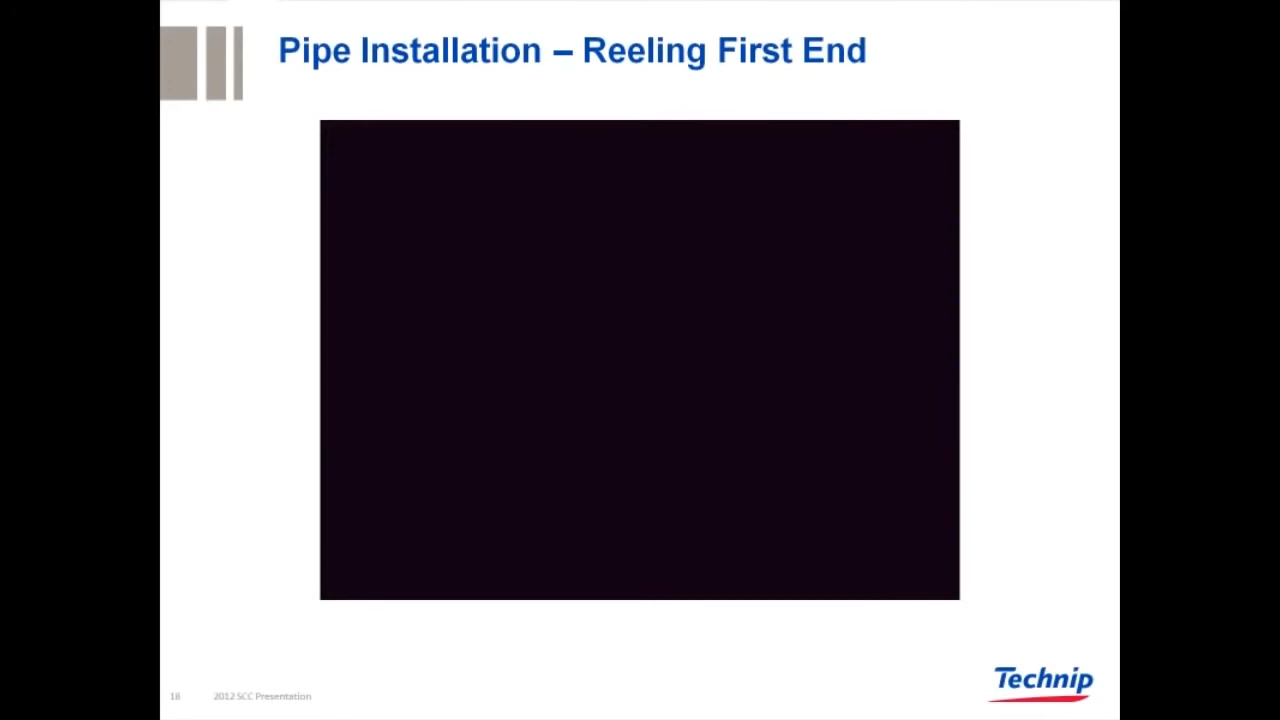 Pipe Installation – Reeling First End
Technip
18 2012 SCC Presentation